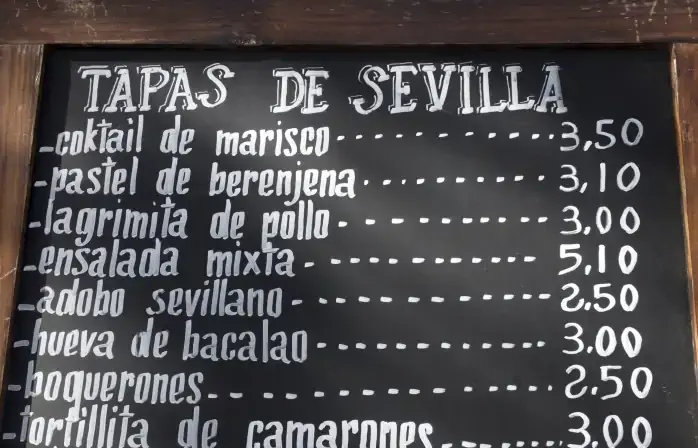 TAPAS DE SEVILLA
-coktail de marisco - - - - - - - - - - - 3,50
-pastel de berenjena - - - - - - - - - - 3,10
-lagrimita de pollo - - - - - - - - - - 3,00
-ensalada mixta - - - - - - - - - - - 5,10
-adobo sevillano - - - - - - - - - - - - 2.50
-hueva de bacalao - - - - - - - - - - - 3.00
-boquerones - - - - - - - - - - - - - - 2.50
-tortillita de camarones - - - - - - 3,00